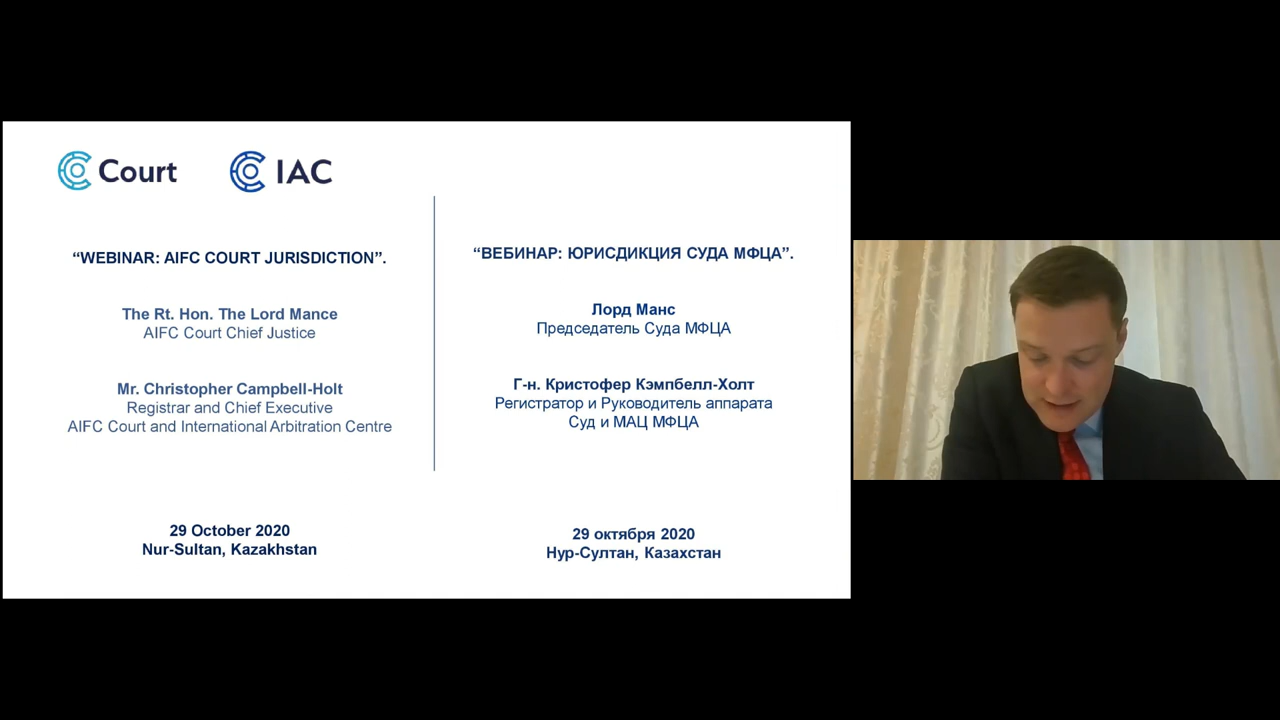 Court
IAC
“WEBINAR: AIFC COURT JURISDICTION”.
The Rt. Hon. The Lord Mance
AIFC Court Chief Justice
Mr. Christopher Campbell-Holt
Registrar and Chief Executive
AIFC Court and International Arbitration Centre
29 October 2020
Nur-Sultan, Kazakhstan
“ВЕБИНАР: ЮРИСДИКЦИЯ СУДА МФЦА”.
Лорд Манс
Председатель Суда МФЦА
Г-н. Кристофер Кэмпбелл-Холт
Регистратор и Руководитель аппарата
Суд и МАЦ МФЦА
29 октября 2020
Нур-Султан, Казахстан